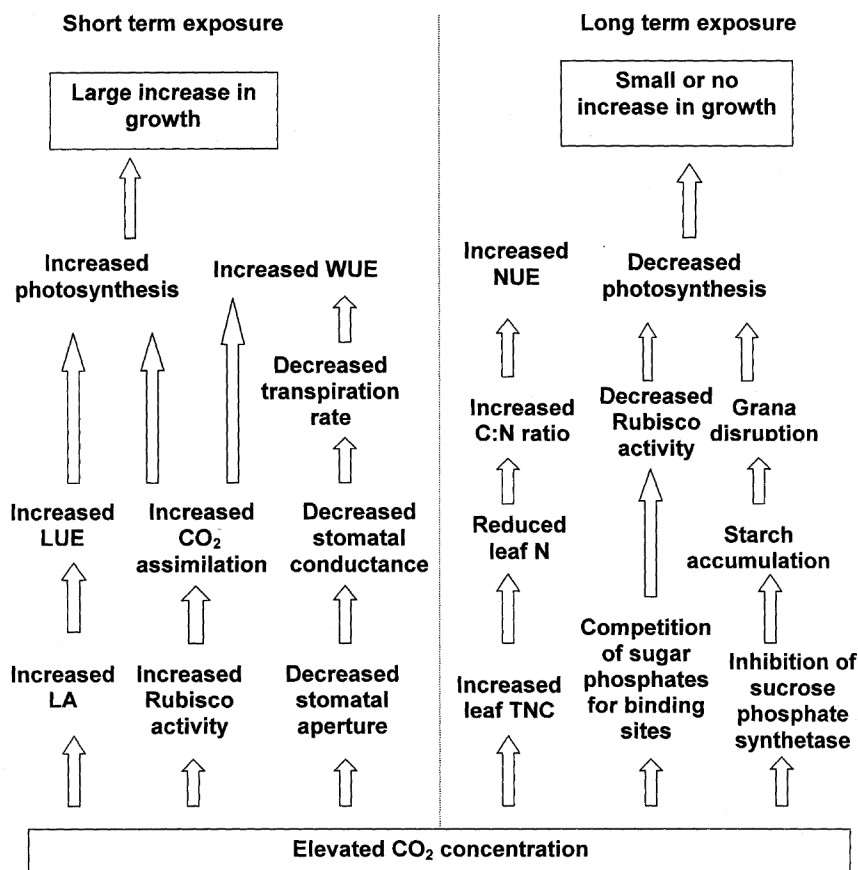 Short term exposure
Long term exposure
Large increase in
growth
Small or no
increase in growth
Increased
photosynthesis
Increased WUE
Increased
NUE
Decreased
photosynthesis
Decreased
transpiration
rate
Increased
C:N ratio
Decreased
Rubisco
activity
Grana
disruption
Increased
LUE
Increased
CO₂
assimilation
Decreased
stomatal
conductance
Reduced
leaf N
Starch
accumulation
Increased
LA
Increased
Rubisco
activity
Decreased
stomatal
aperture
Increased
leaf TNC
Competition
of sugar
phosphates
for binding
sites
Inhibition of
sucrose
phosphate
synthetase
Elevated CO₂ concentration